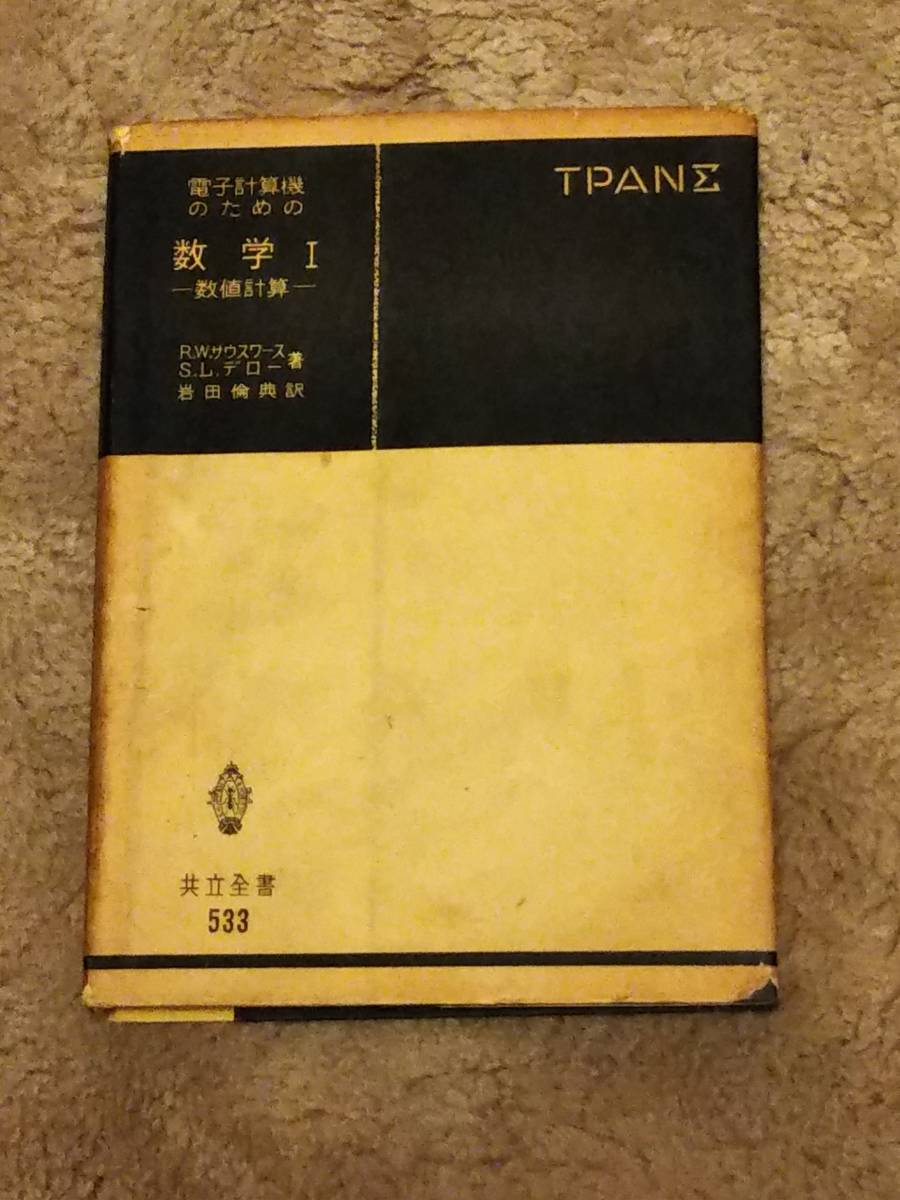 電子計算機
のための
数学 I
―数値計算―
R.W.サウスワース
S.L.デロー 著
岩田倫典訳
TPANΣ
共立全書
533